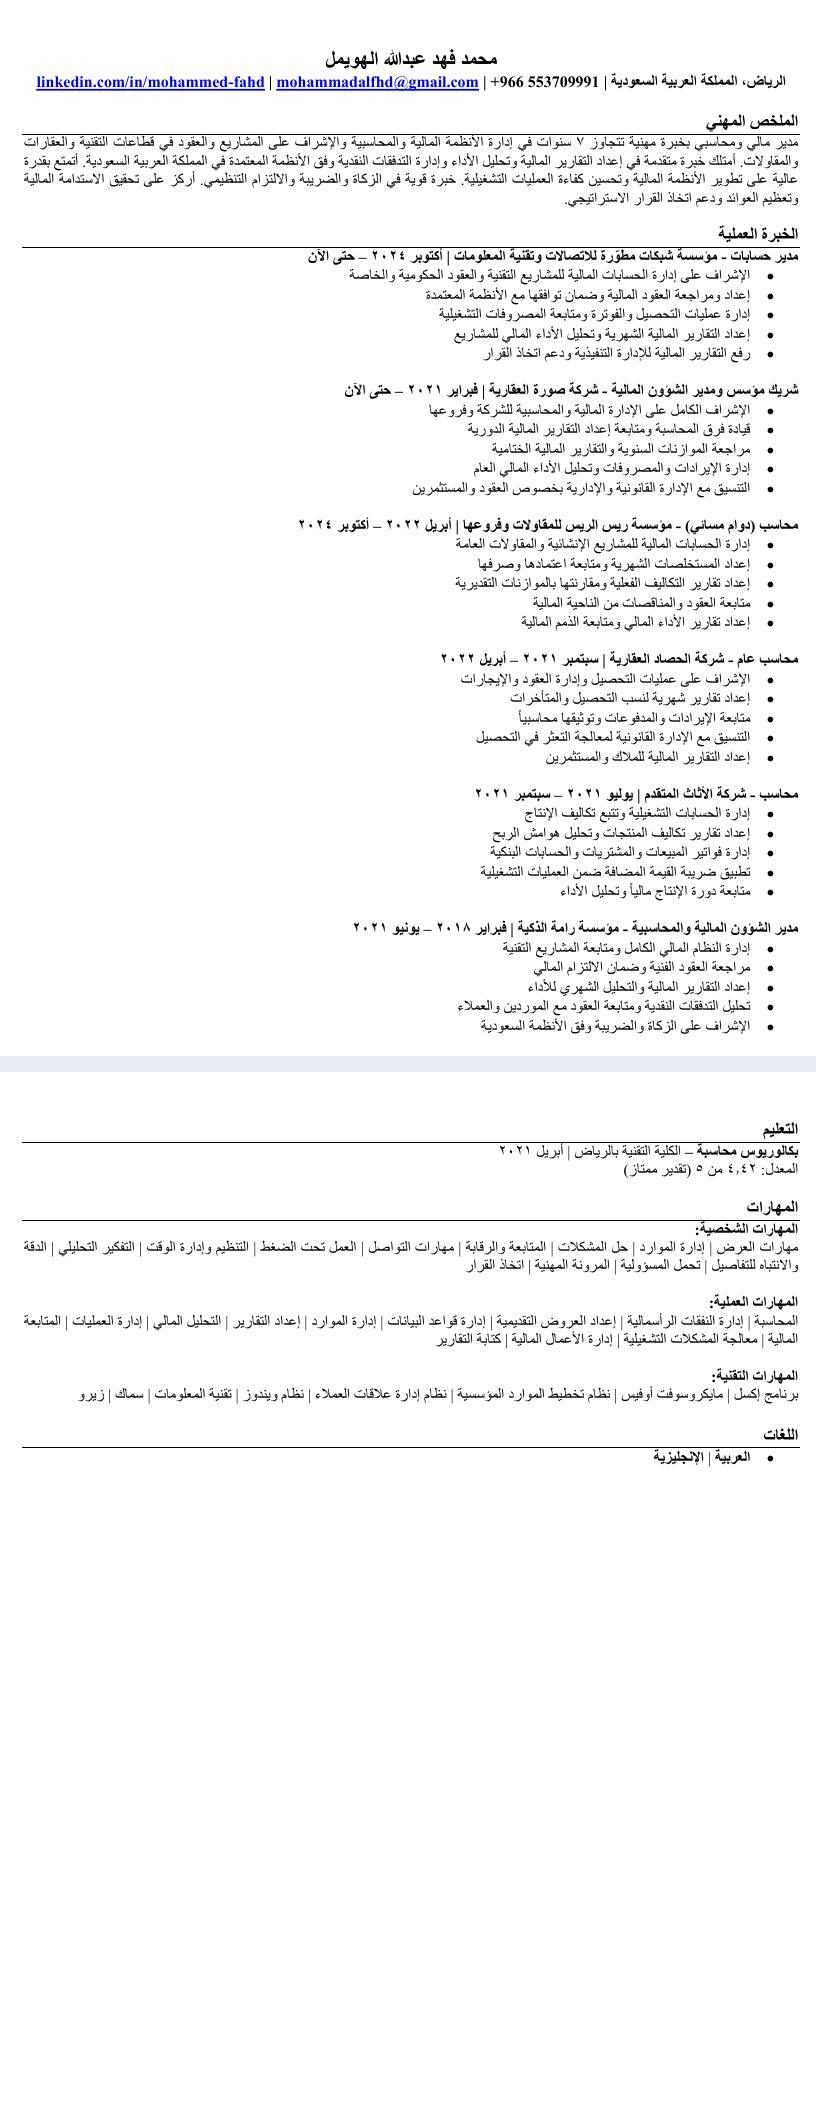 محمد فهد عبدالله الهويمل
الرياض، المملكة العربية السعودية | +966 553709991 | mohammadalfhd@gmail.com | linkedin.com/in/mohammed-fahd
الملخص المهني
مدير مالي ومحاسبي بخبرة مهنية تتجاوز ٧ سنوات في إدارة الأنظمة المالية والمحاسبية والإشراف على المشاريع والعقود في قطاعات التقنية والعقارات
والمقاولات. أمتلك خبرة متقدمة في إعداد التقارير المالية وتحليل الأداء وإدارة التدفقات النقدية وفق الأنظمة المعتمدة في المملكة العربية السعودية. أتمتع بقدرة
عالية على تطوير الأنظمة المالية وتحسين كفاءة العمليات التشغيلية. خبرة قوية في الزكاة والضريبة والالتزام التنظيمي. أركز على تحقيق الاستدامة المالية
وتعظيم العوائد ودعم اتخاذ القرار الاستراتيجي.
الخبرة العملية
مدير حسابات - مؤسسة شبكات مطوّرة للاتصالات وتقنية المعلومات | أكتوبر ٢٠٢٤ – حتى الآن
• الإشراف على إدارة الحسابات المالية للمشاريع التقنية والعقود الحكومية والخاصة
• إعداد ومراجعة العقود المالية وضمان توافقها مع الأنظمة المعتمدة
• إدارة عمليات التحصيل والفوترة ومتابعة المصروفات التشغيلية
• إعداد التقارير المالية الشهرية وتحليل الأداء المالي للمشاريع
• رفع التقارير المالية للإدارة التنفيذية ودعم اتخاذ القرار
شريك مؤسس ومدير الشؤون المالية - شركة صورة العقارية | فبراير ٢٠٢١ – حتى الآن
• الإشراف الكامل على الإدارة المالية والمحاسبية للشركة وفروعها
• قيادة فرق المحاسبة ومتابعة إعداد التقارير المالية الدورية
• مراجعة الموازنات السنوية والتقارير المالية الختامية
• إدارة الإيرادات والمصروفات وتحليل الأداء المالي العام
• التنسيق مع الإدارة القانونية والإدارية بخصوص العقود والمستثمرين
محاسب (دوام مسائي) - مؤسسة ريس الريس للمقاولات وفروعها | أبريل ٢٠٢٢ – أكتوبر ٢٠٢٤
• إدارة الحسابات المالية للمشاريع الإنشائية والمقاولات العامة
• إعداد المستخلصات الشهرية ومتابعة اعتمادها وصرفها
• إعداد تقارير التكاليف الفعلية ومقارنتها بالموازنات التقديرية
• متابعة العقود والمناقصات من الناحية المالية
• إعداد تقارير الأداء المالي ومتابعة الذمم المالية
محاسب عام - شركة الحصاد العقارية | سبتمبر ٢٠٢١ – أبريل ٢٠٢٢
• الإشراف على عمليات التحصيل وإدارة العقود والإيجارات
• إعداد تقارير شهرية لنسب التحصيل والمتأخرات
• متابعة الإيرادات والمدفوعات وتوثيقها محاسبياً
• التنسيق مع الإدارة القانونية لمعالجة التعثر في التحصيل
• إعداد التقارير المالية للملاك والمستثمرين
محاسب - شركة الأثاث المتقدم | يوليو ٢٠٢١ – سبتمبر ٢٠٢١
• إدارة الحسابات التشغيلية وتتبع تكاليف الإنتاج
• إعداد تقارير تكاليف المنتجات وتحليل هوامش الربح
• إدارة فواتير المبيعات والمشتريات والحسابات البنكية
• تطبيق ضريبة القيمة المضافة ضمن العمليات التشغيلية
• متابعة دورة الإنتاج مالياً وتحليل الأداء
مدير الشؤون المالية والمحاسبية - مؤسسة رامة الذكية | فبراير ٢٠١٨ – يونيو ٢٠٢١
• إدارة النظام المالي الكامل ومتابعة المشاريع التقنية
• مراجعة العقود الفنية وضمان الالتزام المالي
• إعداد التقارير المالية والتحليل الشهري للأداء
• تحليل التدفقات النقدية ومتابعة العقود مع الموردين والعملاء
• الإشراف على الزكاة والضريبة وفق الأنظمة السعودية
التعليم
بكالوريوس محاسبة – الكلية التقنية بالرياض | أبريل ٢٠٢١
المعدل: ٤,٤٢ من ٥ (تقدير ممتاز)
المهارات
المهارات الشخصية:
مهارات العرض | إدارة الموارد | حل المشكلات | المتابعة والرقابة | مهارات التواصل | العمل تحت الضغط | التنظيم وإدارة الوقت | التفكير التحليلي | الدقة
والانتباه للتفاصيل | تحمل المسؤولية | المرونة المهنية | اتخاذ القرار
المهارات العملية:
المحاسبة | إدارة النفقات الرأسمالية | إعداد العروض التقديمية | إدارة قواعد البيانات | إدارة الموارد | إعداد التقارير | التحليل المالي | إدارة العمليات | المتابعة
المالية | معالجة المشكلات التشغيلية | إدارة الأعمال المالية | كتابة التقارير
المهارات التقنية:
برنامج إكسل | مايكروسوفت أوفيس | نظام تخطيط الموارد المؤسسية | نظام إدارة علاقات العملاء | نظام ويندوز | تقنية المعلومات | سماك | زيرو
اللغات
• العربية | الإنجليزية